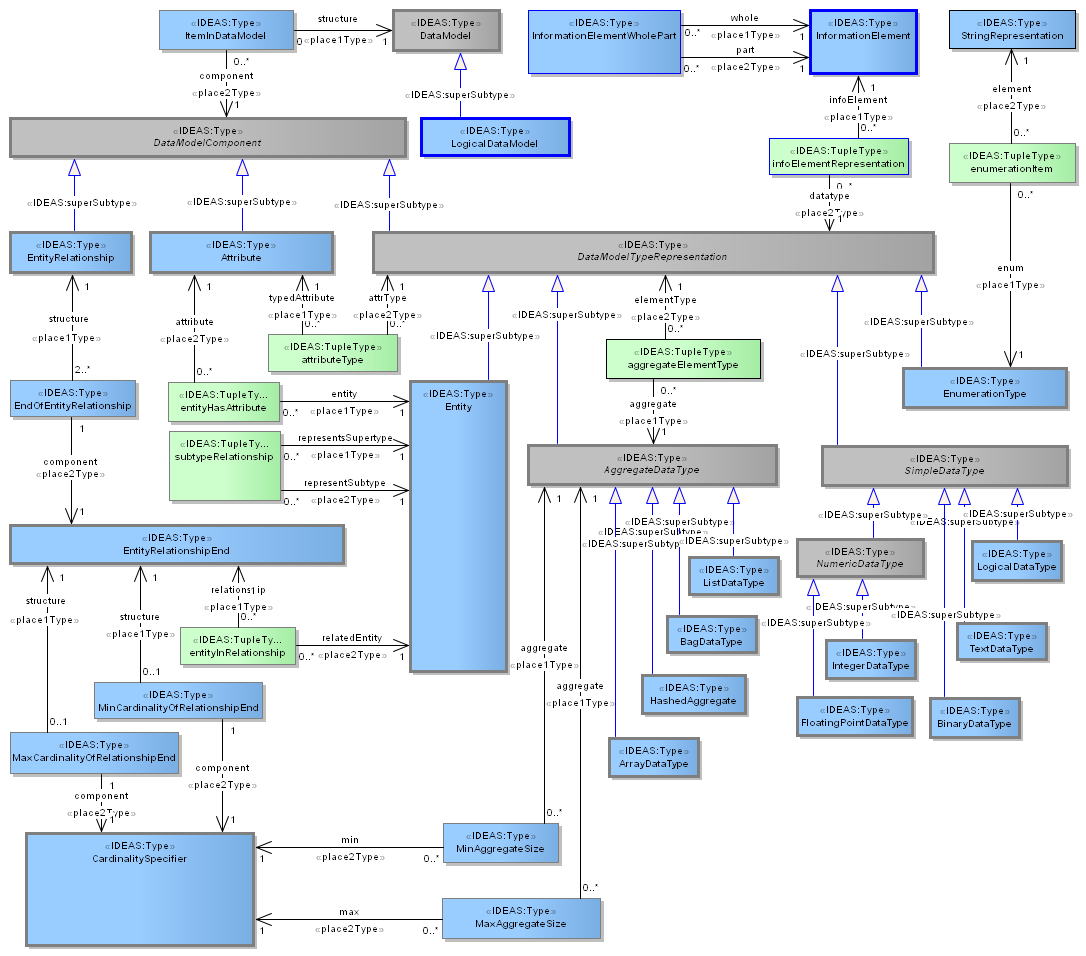 «IDEAS:Type»
ItemInDataModel
structure
0..*
«place1Type»
1
«IDEAS:Type»
DataModel
«IDEAS:Type»
InformationElementWholePart
whole
0..*
«place1Type»
1
part
0..*
«place2Type»
1
«IDEAS:Type»
InformationElement
«IDEAS:Type»
StringRepresentation
0..*
component
«place2Type»
1
«IDEAS:superSubtype»
«IDEAS:Type»
LogicalDataModel
«IDEAS:Type»
DataModelComponent
1
infoElement
«place1Type»
0..*
«IDEAS:TupleType»
infoElementRepresentation
0..*
datatype
«place2Type»
1
1
element
«place2Type»
0..*
«IDEAS:TupleType»
enumerationItem
0..*
enum
«place1Type»
1
«IDEAS:superSubtype»
«IDEAS:superSubtype»
«IDEAS:superSubtype»
«IDEAS:Type»
EntityRelationship
«IDEAS:Type»
Attribute
«IDEAS:Type»
DataModelTypeRepresentation
1
structure
«place1Type»
2..*
1
attribute
«place2Type»
0..*
1
typedAttribute
«place1Type»
0..*
1
attrType
«place2Type»
0..*
«IDEAS:TupleType»
attributeType
«IDEAS:superSubtype»
«IDEAS:superSubtype»
1
elementType
«place2Type»
0..*
«IDEAS:TupleType»
aggregateElementType
0..*
aggregate
«place1Type»
1
«IDEAS:superSubtype»
«IDEAS:superSubtype»
«IDEAS:Type»
EnumerationType
«IDEAS:Type»
EndOfEntityRelationship
1
component
«place2Type»
1
«IDEAS:TupleTy...
entityHasAttribute
entity
0..*
«place1Type»
1
«IDEAS:TupleTy...
subtypeRelationship
representsSupertype
0..*
«place1Type»
1
representSubtype
0..*
«place2Type»
1
«IDEAS:Type»
Entity
«IDEAS:Type»
AggregateDataType
«IDEAS:Type»
SimpleDataType
«IDEAS:Type»
EntityRelationshipEnd
1
1
«IDEAS:superSubtype»
«IDEAS:superSubtype»
«IDEAS:superSubtype»
«IDEAS:superSubtype»
«IDEAS:superSubtype»
«IDEAS:superSubtype»
«IDEAS:superSubtype»
«IDEAS:Type»
NumericDataType
«IDEAS:Type»
LogicalDataType
«IDEAS:Type»
ListDataType
1
structure
«place1Type»
0..1
1
structure
«place1Type»
0..1
relationship
«place1Type»
1
0..*
«IDEAS:TupleTy...
entityInRelationship
relatedEntity
0..*
«place2Type»
1
«IDEAS:superSubtype»
«IDEAS:superSubtype»
«IDEAS:superSubtype»
«IDEAS:Type»
BagDataType
«IDEAS:Type»
TextDataType
«IDEAS:Type»
IntegerDataType
aggregate
«place1Type»
aggregate
«place1Type»
«IDEAS:Type»
HashedAggregate
«IDEAS:Type»
MinCardinalityOfRelationshipEnd
«IDEAS:Type»
FloatingPointDataType
«IDEAS:Type»
BinaryDataType
«IDEAS:Type»
MaxCardinalityOfRelationshipEnd
«IDEAS:Type»
ArrayDataType
1
component
«place2Type»
1
1
component
«place2Type»
1
«IDEAS:Type»
CardinalitySpecifier
min
1
«place2Type»
0..*
«IDEAS:Type»
MinAggregateSize
0..*
max
1
«place2Type»
0..*
«IDEAS:Type»
MaxAggregateSize
0..*